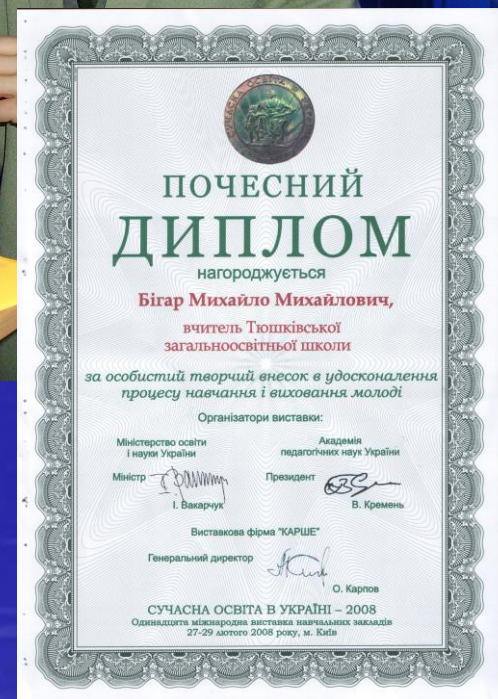 СУЧАСНА ОСВІТА В
ПОЧЕСНИЙ
ДИПЛОМ
нагороджується
Бігар Михайло Михайлович,
вчитель Тюшківської
загальноосвітньої школи
за особистий творчий внесок в удосконалення
процесу навчання і виховання молоді
Організатори виставки:
Міністерство освіти
і науки України
Міністр
І. Вакарчук
Академія
педагогічних наук України
Президент
В. Кремень
Виставкова фірма "КАРШЕ"
Генеральний директор
О. Карпов
СУЧАСНА ОСВІТА В УКРАЇНІ – 2008
Одинадцята міжнародна виставка навчальних закладів
27-29 лютого 2008 року, м. Київ